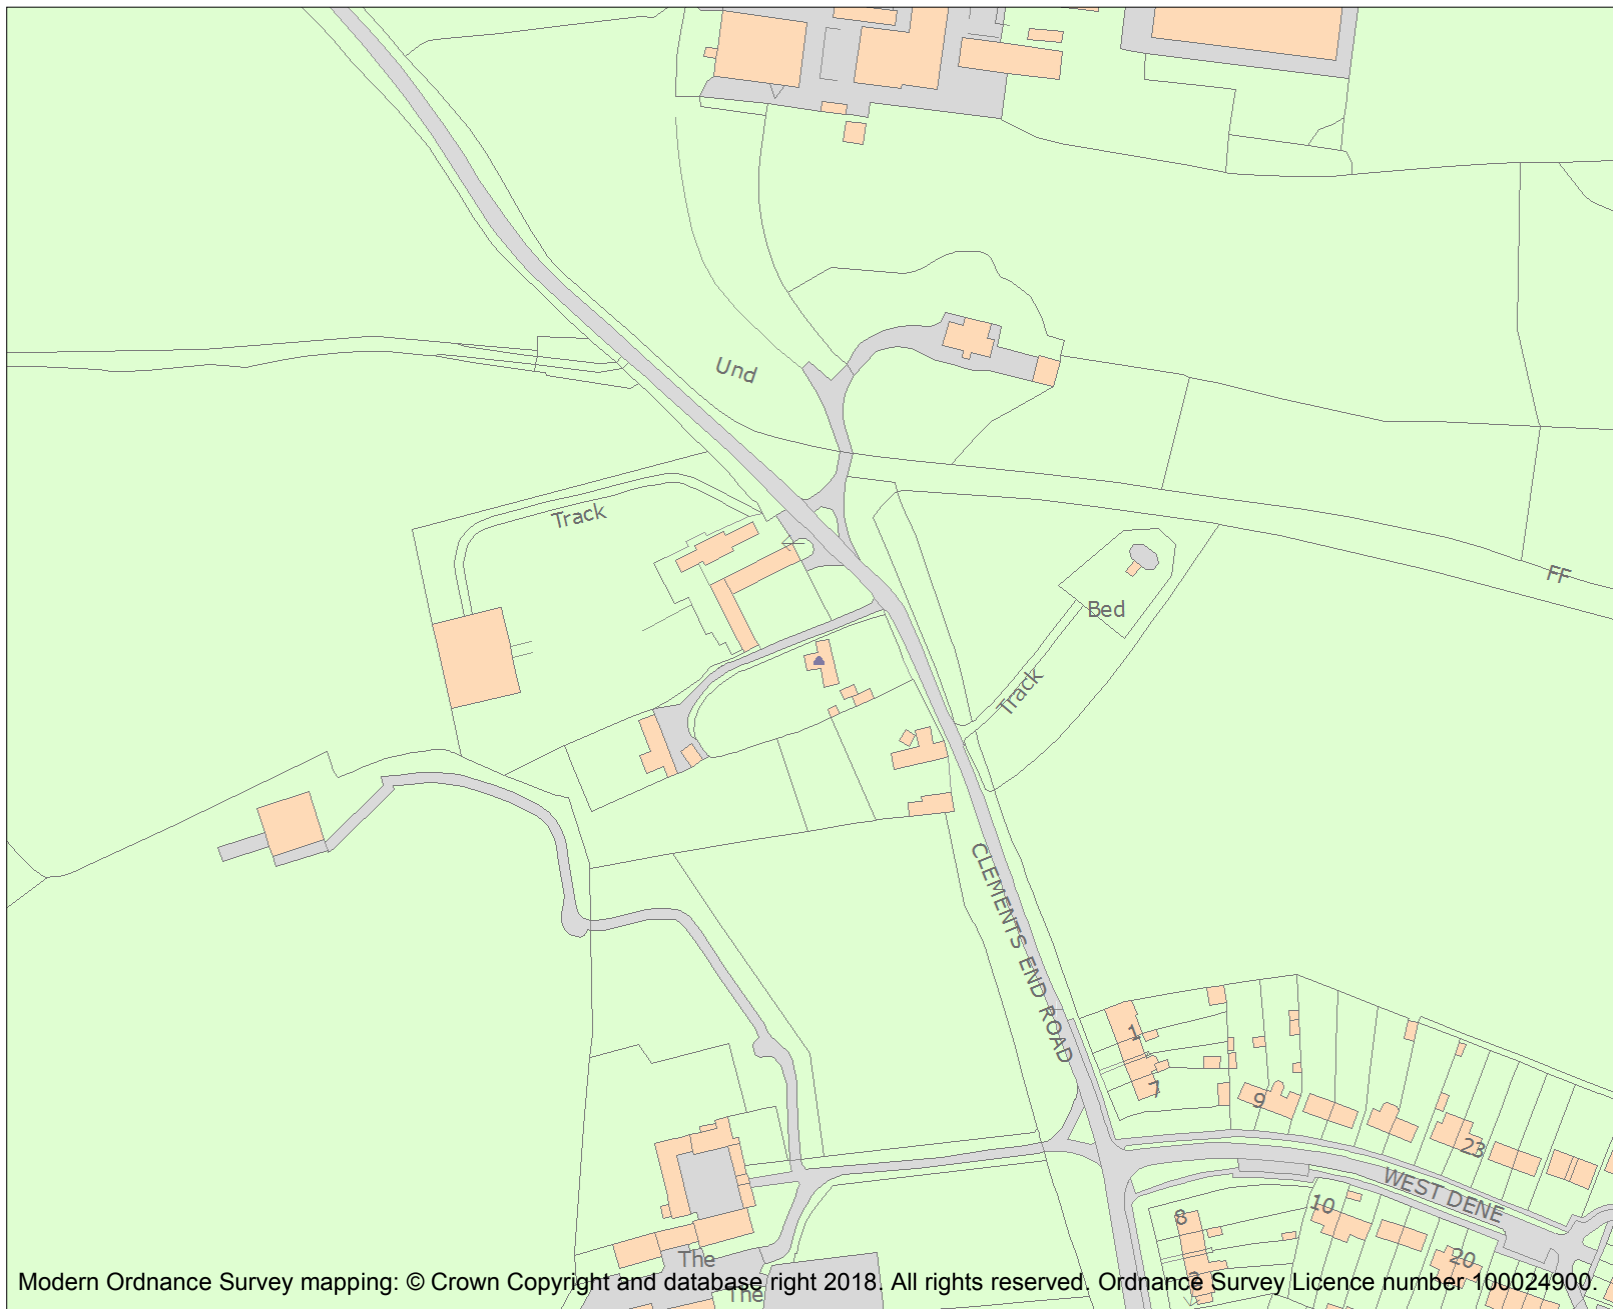 Und
Track
FF
Bed
Track
CLEMENTS END ROAD
1
7
9
23
WEST DENE
8
10
20
The
The
Modern Ordnance Survey mapping: © Crown Copyright and database right 2018. All rights reserved. Ordnance Survey Licence number 100024900.